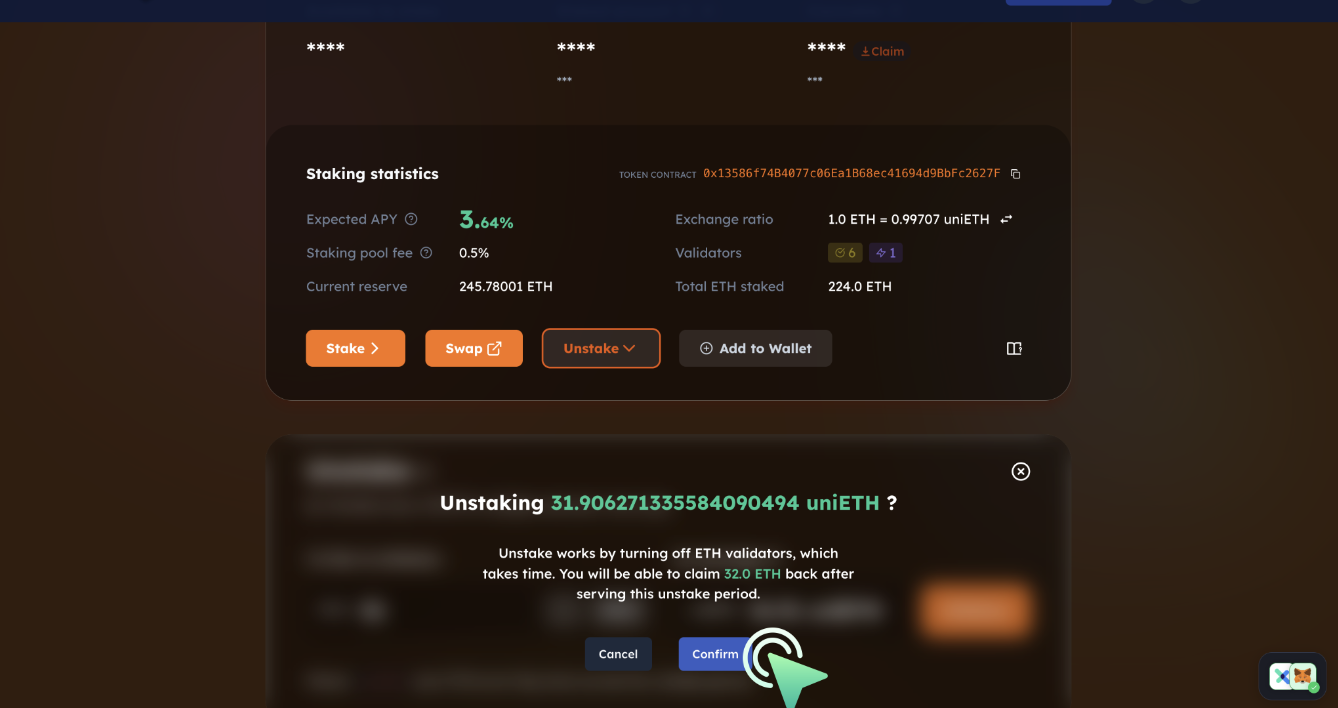 **** **** **** Claim
*** ***
Staking statistics TOKEN CONTRACT 0x13586f74B4077c06Ea1B68ec41694d9BbFc2627F
Expected APY 3.64% Exchange ratio 1.0 ETH = 0.99707 uniETH
Staking pool fee 0.5% Validators 6 1
Current reserve 245.78001 ETH Total ETH staked 224.0 ETH
Stake Swap Unstake Add to Wallet
Unstaking 31.906271335584090494 uniETH ?
Unstake works by turning off ETH validators, which
takes time. You will be able to claim 32.0 ETH back after
serving this unstake period.
Cancel Confirm